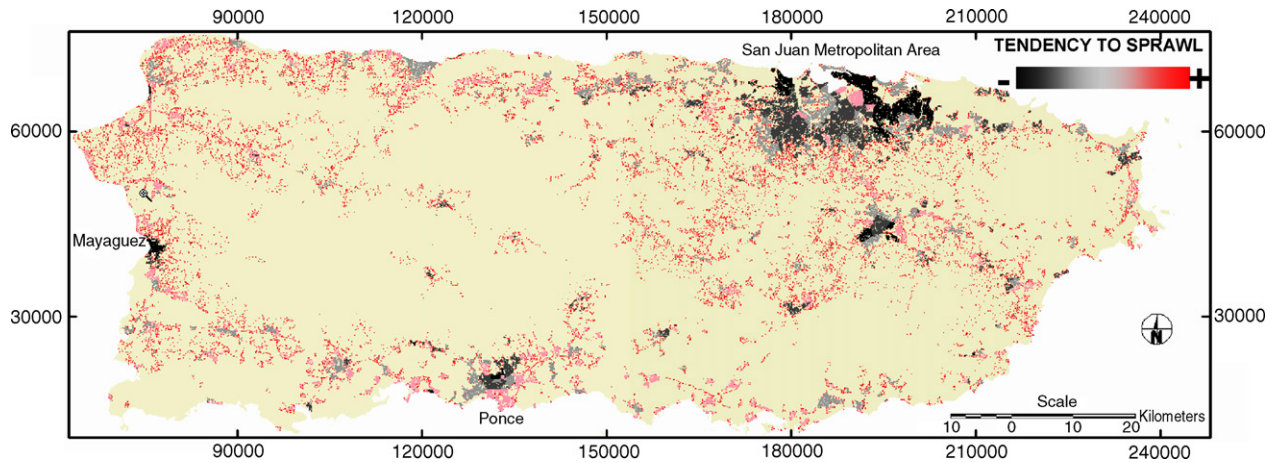 90000 120000 150000 180000 210000 240000
San Juan Metropolitan Area
TENDENCY TO SPRAWL
- +
60000 60000
Mayaguez
30000 30000
N
Ponce
Scale
Kilometers
10 0 10 20
90000 120000 150000 180000 210000 240000